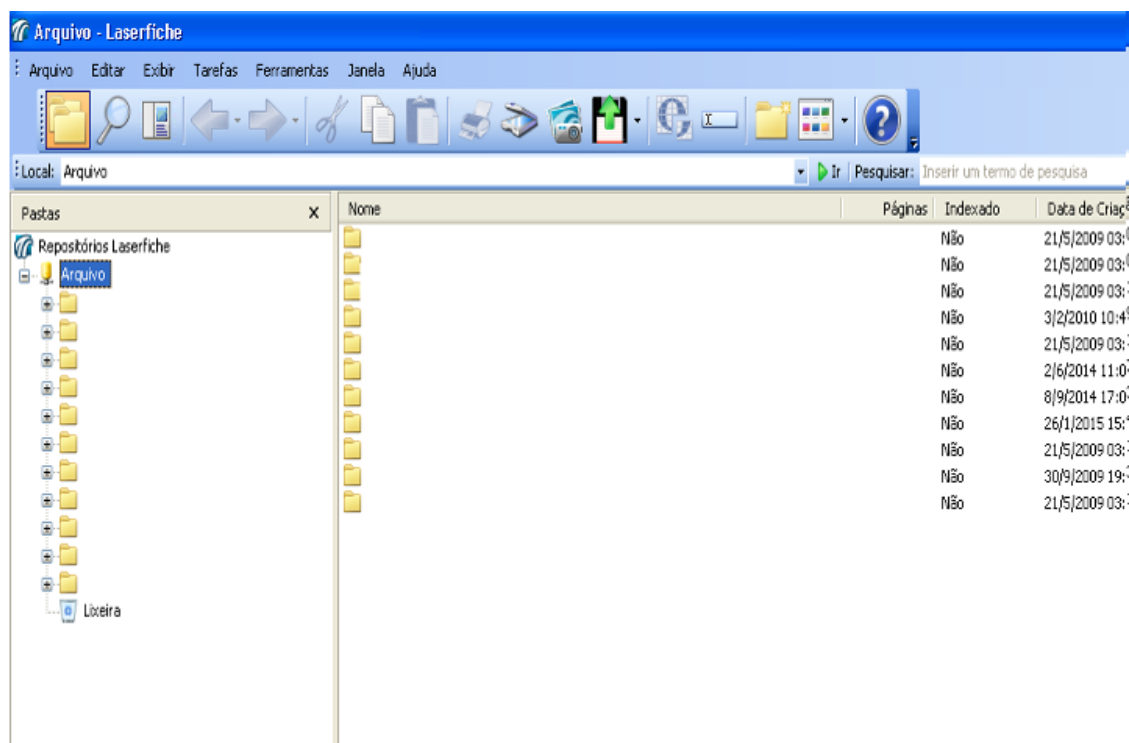 Arquivo - Laserfiche
Arquivo Editar Exibir Tarefas Ferramentas Janela Ajuda
Local: Arquivo Ir Pesquisar: Inserir um termo de pesquisa
Pastas x Nome Páginas Indexado Data de Criaç
Repositórios Laserfiche
Arquivo
Lixeira
Não 21/5/2009 03:
Não 21/5/2009 03:
Não 21/5/2009 03:
Não 3/2/2010 10:4
Não 21/5/2009 03:
Não 2/6/2014 11:0
Não 8/9/2014 17:0
Não 26/1/2015 15:
Não 21/5/2009 03:
Não 30/9/2009 19:
Não 21/5/2009 03: